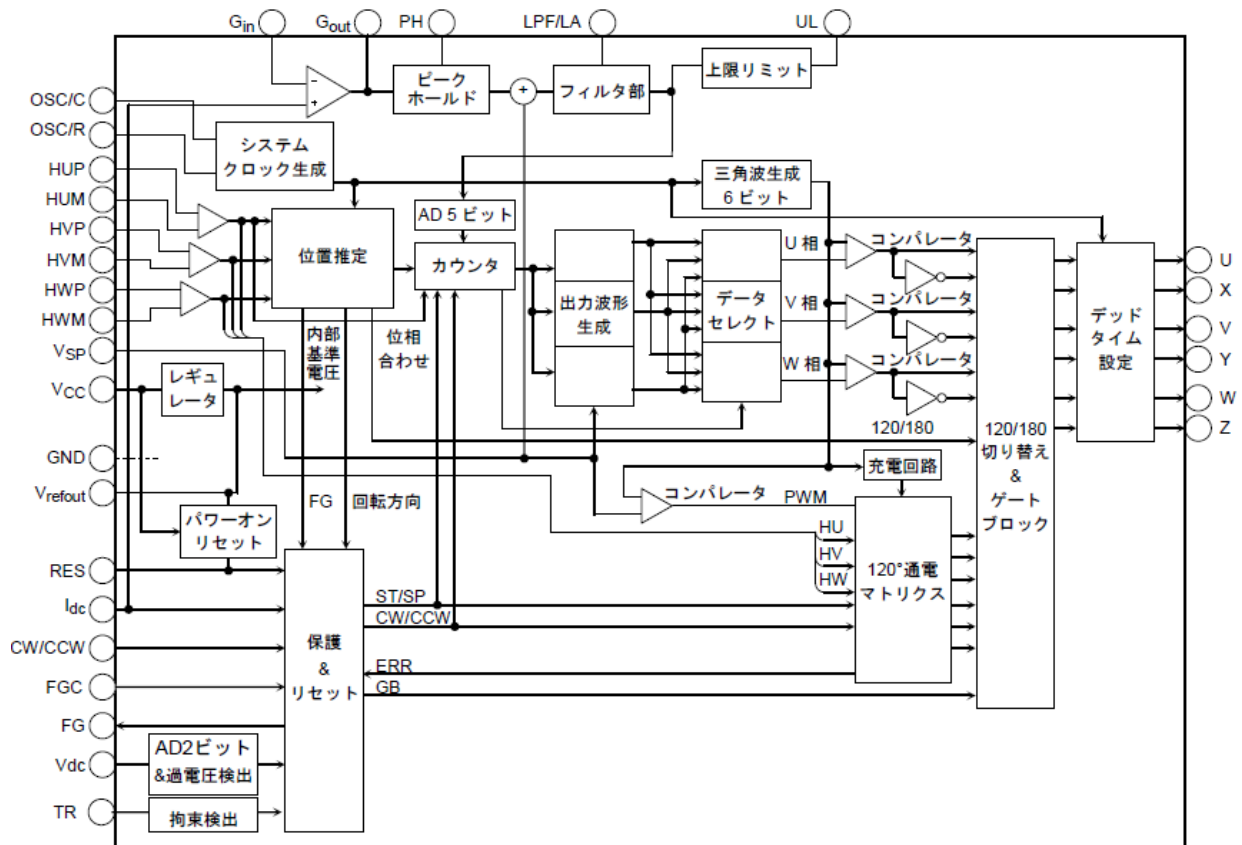 Gin
Gout
PH
LPF/LA
UL
OSC/C
OSC/R
HUP
HUM
HVP
HVM
HWP
HWM
VSP
VCC
GND
Vrefout
RES
Idc
CW/CCW
FGC
FG
Vdc
TR
−
+
ピーク
ホールド
+
フィルタ部
上限リミット
システム
クロック生成
三角波生成
6 ビット
AD 5 ビット
位置推定
カウンタ
出力波形
生成
データ
セレクト
U 相
V 相
W 相
コンパレータ
コンパレータ
コンパレータ
内部
基準
電圧
位相
合わせ
レギュ
レータ
パワーオン
リセット
FG
回転方向
120/180
充電回路
コンパレータ
PWM
HU
HV
HW
120°通電
マトリクス
120/180
切り替え
&
ゲート
ブロック
デッド
タイム
設定
ST/SP
CW/CCW
ERR
GB
保護
&
リセット
AD2ビット
&過電圧検出
拘束検出
U
X
V
Y
W
Z